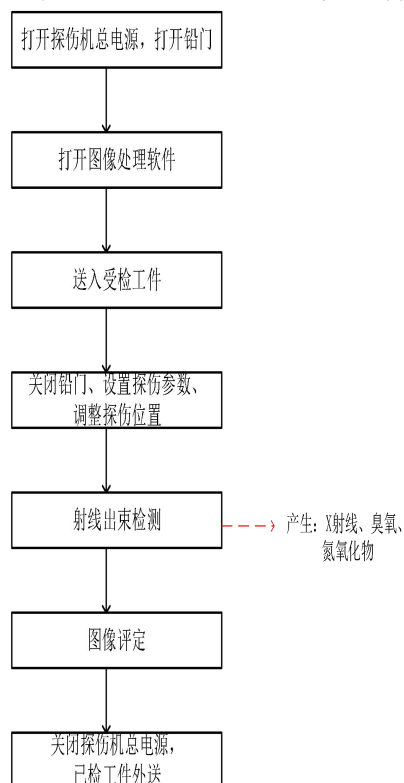 打开探伤机总电源，打开铅门
打开图像处理软件
送入受检工件
关闭铅门、设置探伤参数、
调整探伤位置
射线出束检测
产生：X射线、臭氧、
氮氧化物
图像评定
关闭探伤机总电源，
已检工件外送